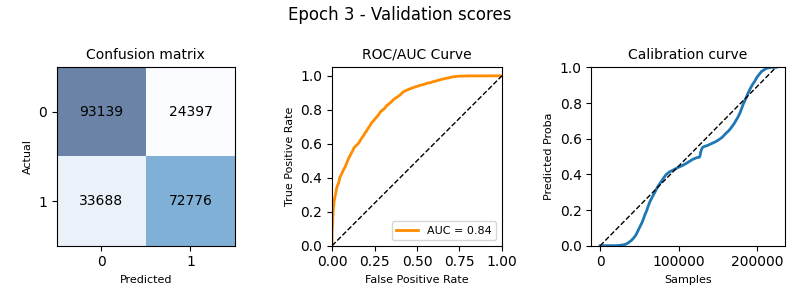 Epoch 3 - Validation scores
Confusion matrix
Actual
0
1
93139 24397
33688 72776
0 1
Predicted
ROC/AUC Curve
True Positive Rate
1.0
0.8
0.6
0.4
0.2
0.0
AUC = 0.84
0.00 0.25 0.50 0.75 1.00
False Positive Rate
Calibration curve
Predicted Proba
1.0
0.8
0.6
0.4
0.2
0.0
0 100000 200000
Samples